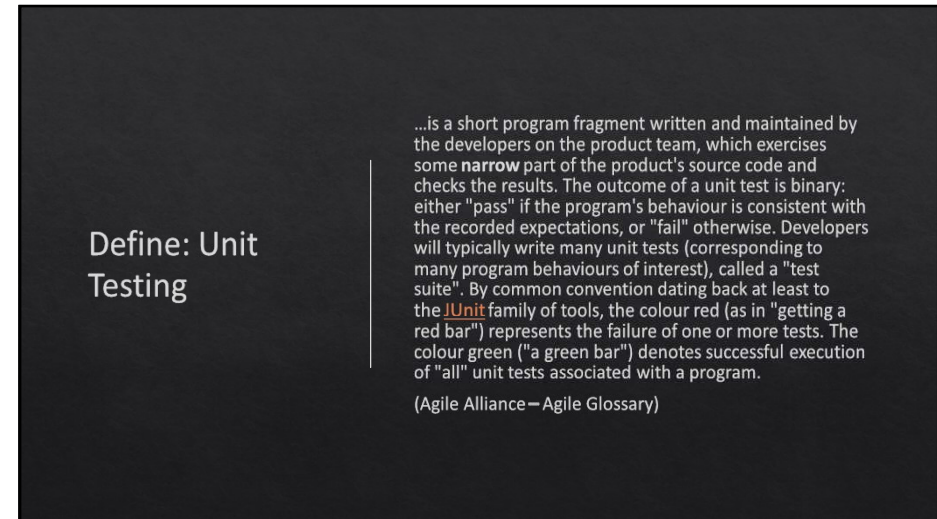 Define: Unit
Testing
...is a short program fragment written and maintained by
the developers on the product team, which exercises
some narrow part of the product's source code and
checks the results. The outcome of a unit test is binary:
either "pass" if the program's behaviour is consistent with
the recorded expectations, or "fail" otherwise. Developers
will typically write many unit tests (corresponding to
many program behaviours of interest), called a "test
suite". By common convention dating back at least to
the JUnit family of tools, the colour red (as in "getting a
red bar") represents the failure of one or more tests. The
colour green ("a green bar") denotes successful execution
of "all" unit tests associated with a program.
(Agile Alliance – Agile Glossary)